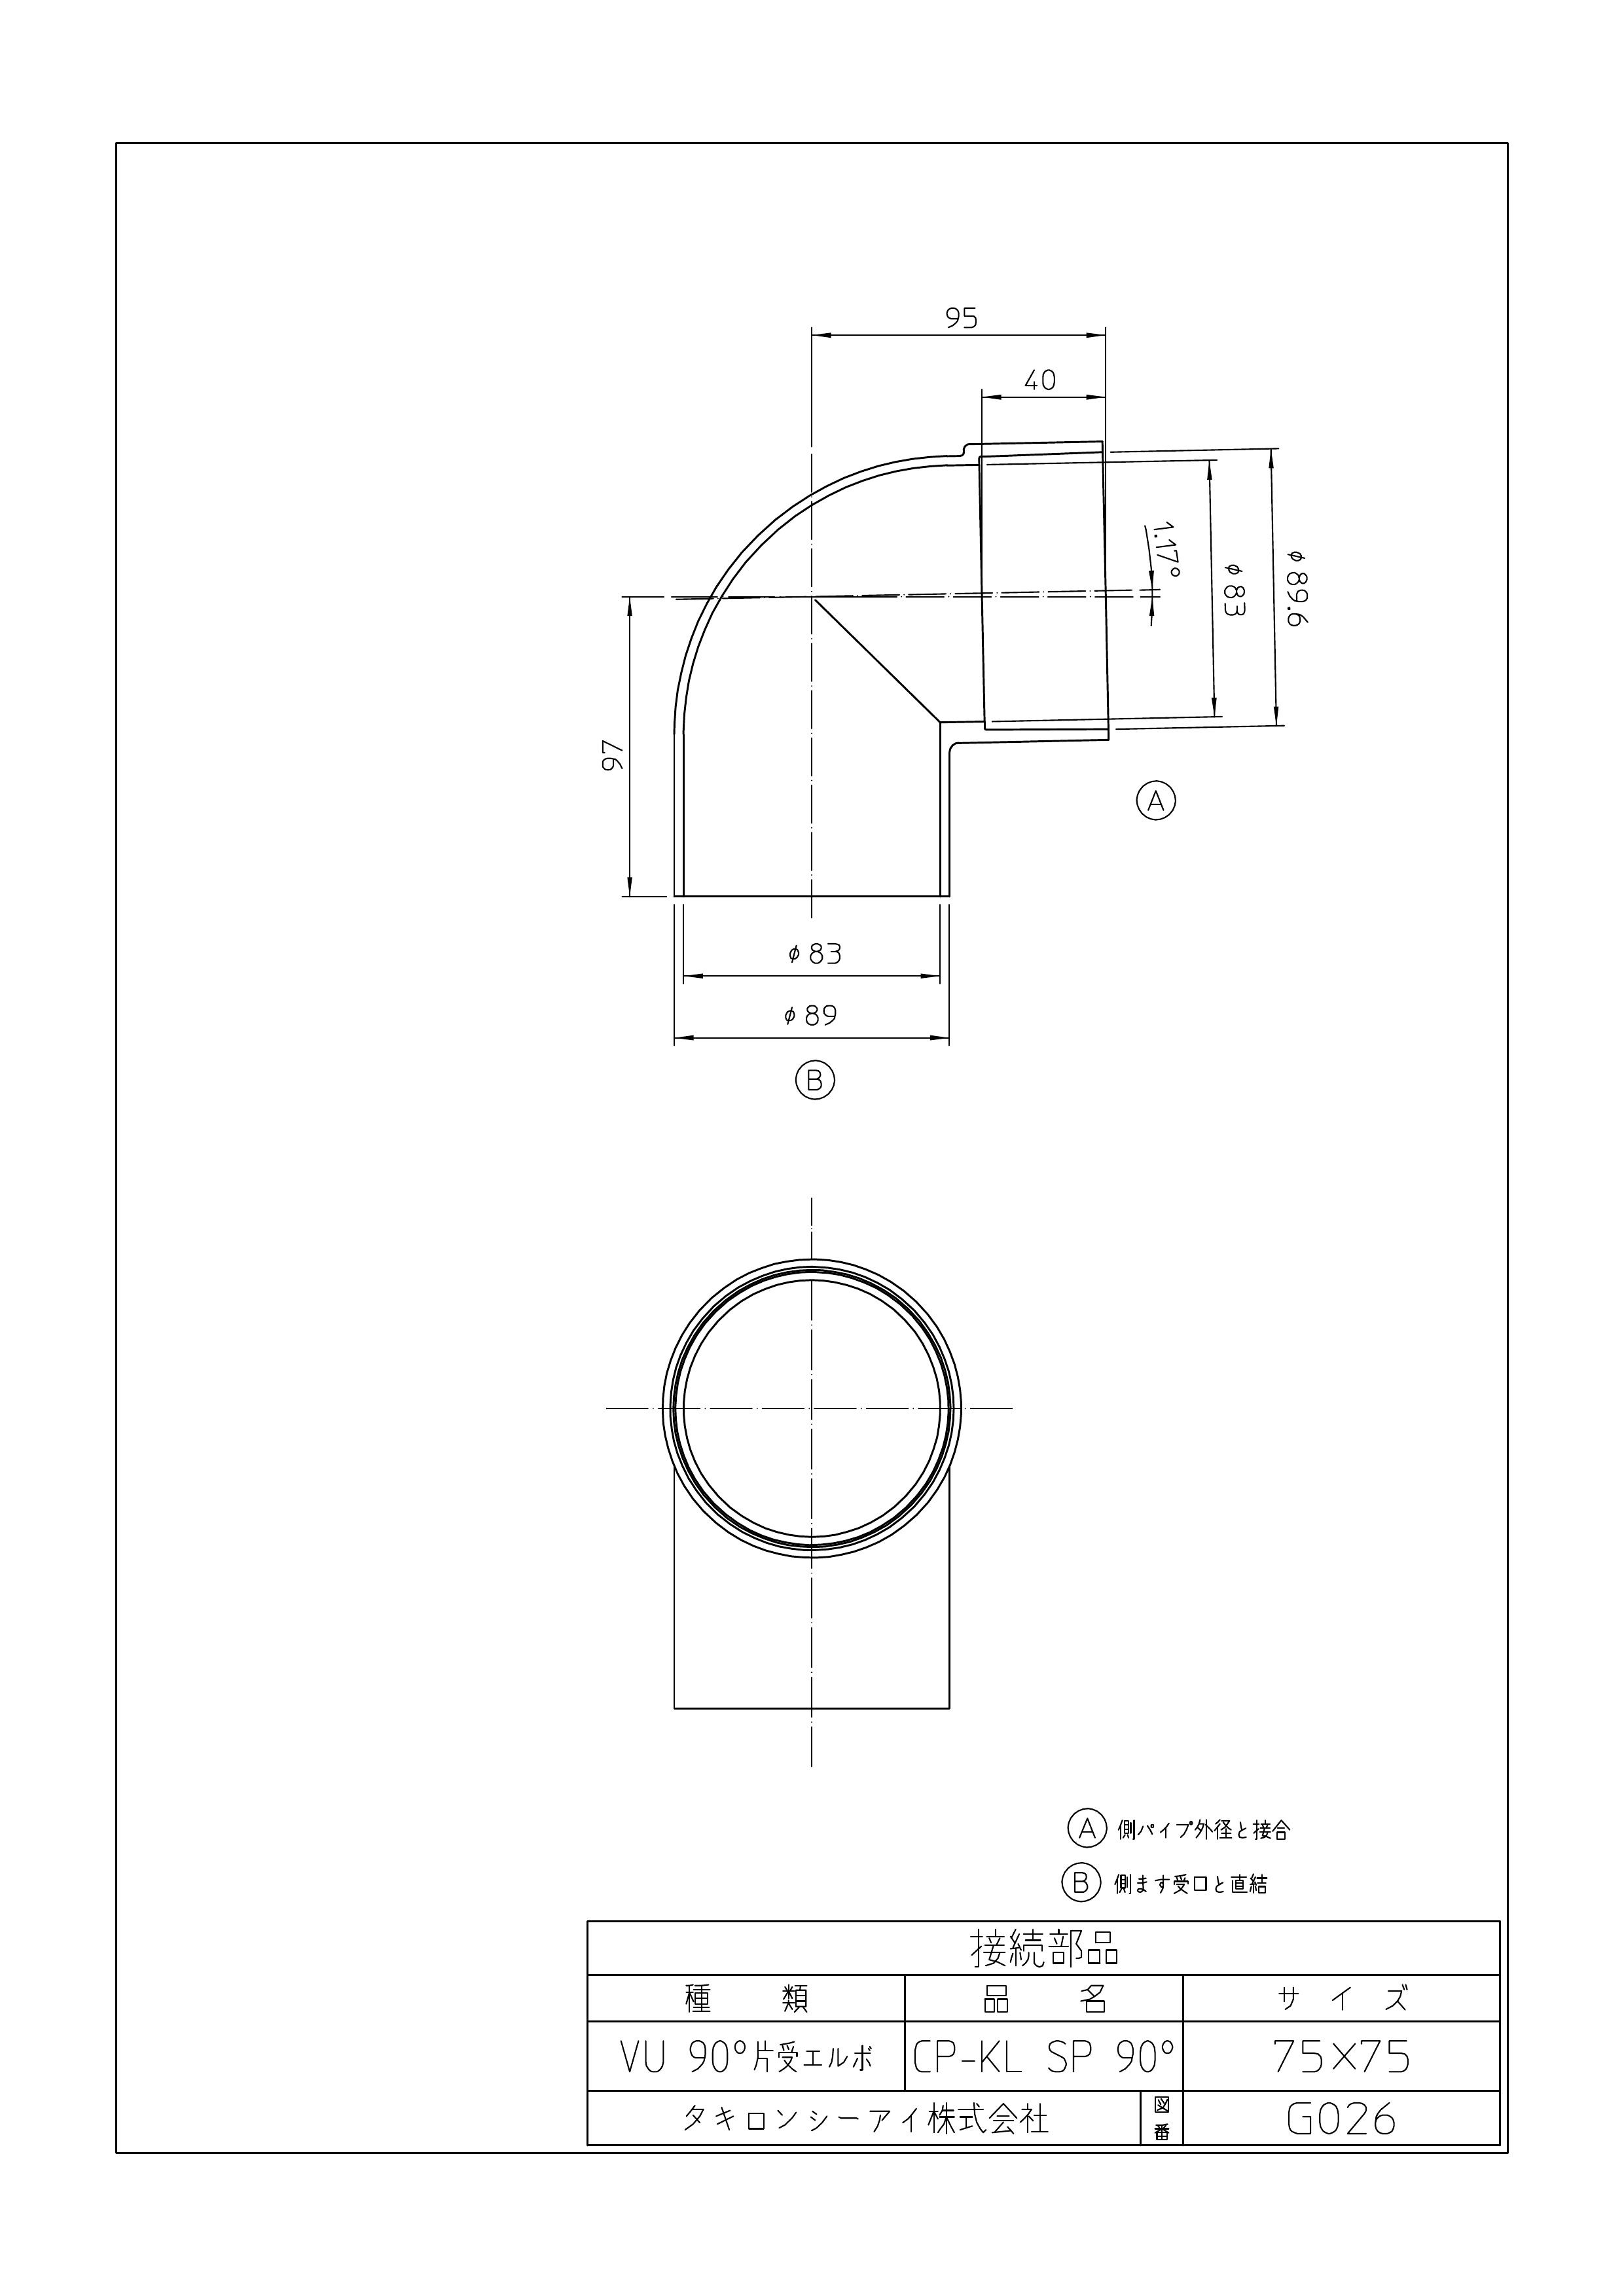 95
40
1.17°
φ83
φ89.6
97
A
φ83
φ89
B
A 側パイプ外径と接合
B 側ます受口と直結
接続部品
種 類 品 名 サ イ ズ
VU 90°片受エルボ CP-KL SP 90° 75×75
タキロンシーアイ株式会社 図番 G026